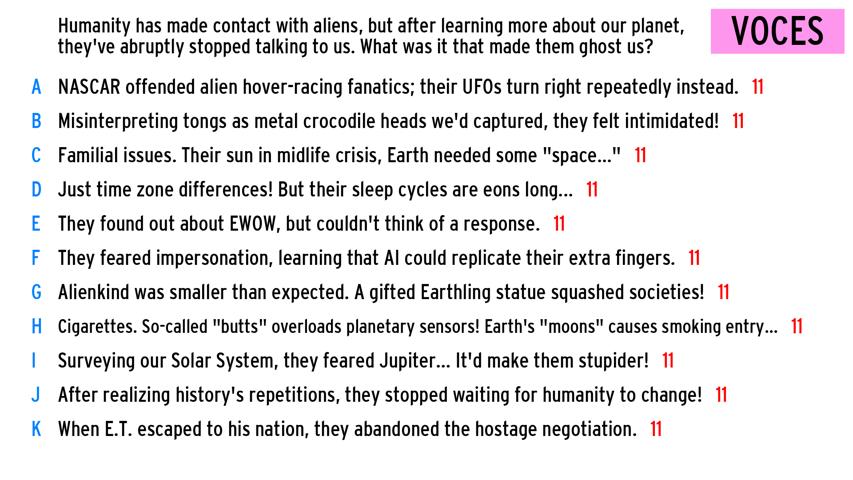 Humanity has made contact with aliens, but after learning more about our planet,
they've abruptly stopped talking to us. What was it that made them ghost us?
VOCES
A NASCAR offended alien hover-racing fanatics; their UFOs turn right repeatedly instead. 11
B Misinterpreting tongs as metal crocodile heads we'd captured, they felt intimidated! 11
C Familial issues. Their sun in midlife crisis, Earth needed some "space..." 11
D Just time zone differences! But their sleep cycles are eons long... 11
E They found out about EWOW, but couldn't think of a response. 11
F They feared impersonation, learning that AI could replicate their extra fingers. 11
G Alienkind was smaller than expected. A gifted Earthling statue squashed societies! 11
H Cigarettes. So-called "butts" overloads planetary sensors! Earth's "moons" causes smoking entry... 11
I Surveying our Solar System, they feared Jupiter... It'd make them stupider! 11
J After realizing history's repetitions, they stopped waiting for humanity to change! 11
K When E.T. escaped to his nation, they abandoned the hostage negotiation. 11